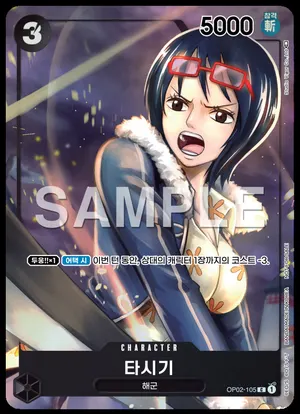 3
5000
참격
斬
SAMPLE
투웅!!×1 어택 시 이번 턴 동안, 상대의 캐릭터 1장까지의 코스트 -3.
CHARACTER
타시기
해군
OP02-105 C 1